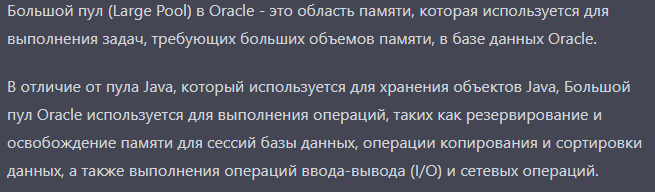 Большой пул (Large Pool) в Oracle - это область памяти, которая используется для
выполнения задач, требующих больших объемов памяти, в базе данных Oracle.
В отличие от пула Java, который используется для хранения объектов Java, Большой
пул Oracle используется для выполнения операций, таких как резервирование и
освобождение памяти для сессий базы данных, операции копирования и сортировки
данных, а также выполнения операций ввода-вывода (I/O) и сетевых операций.